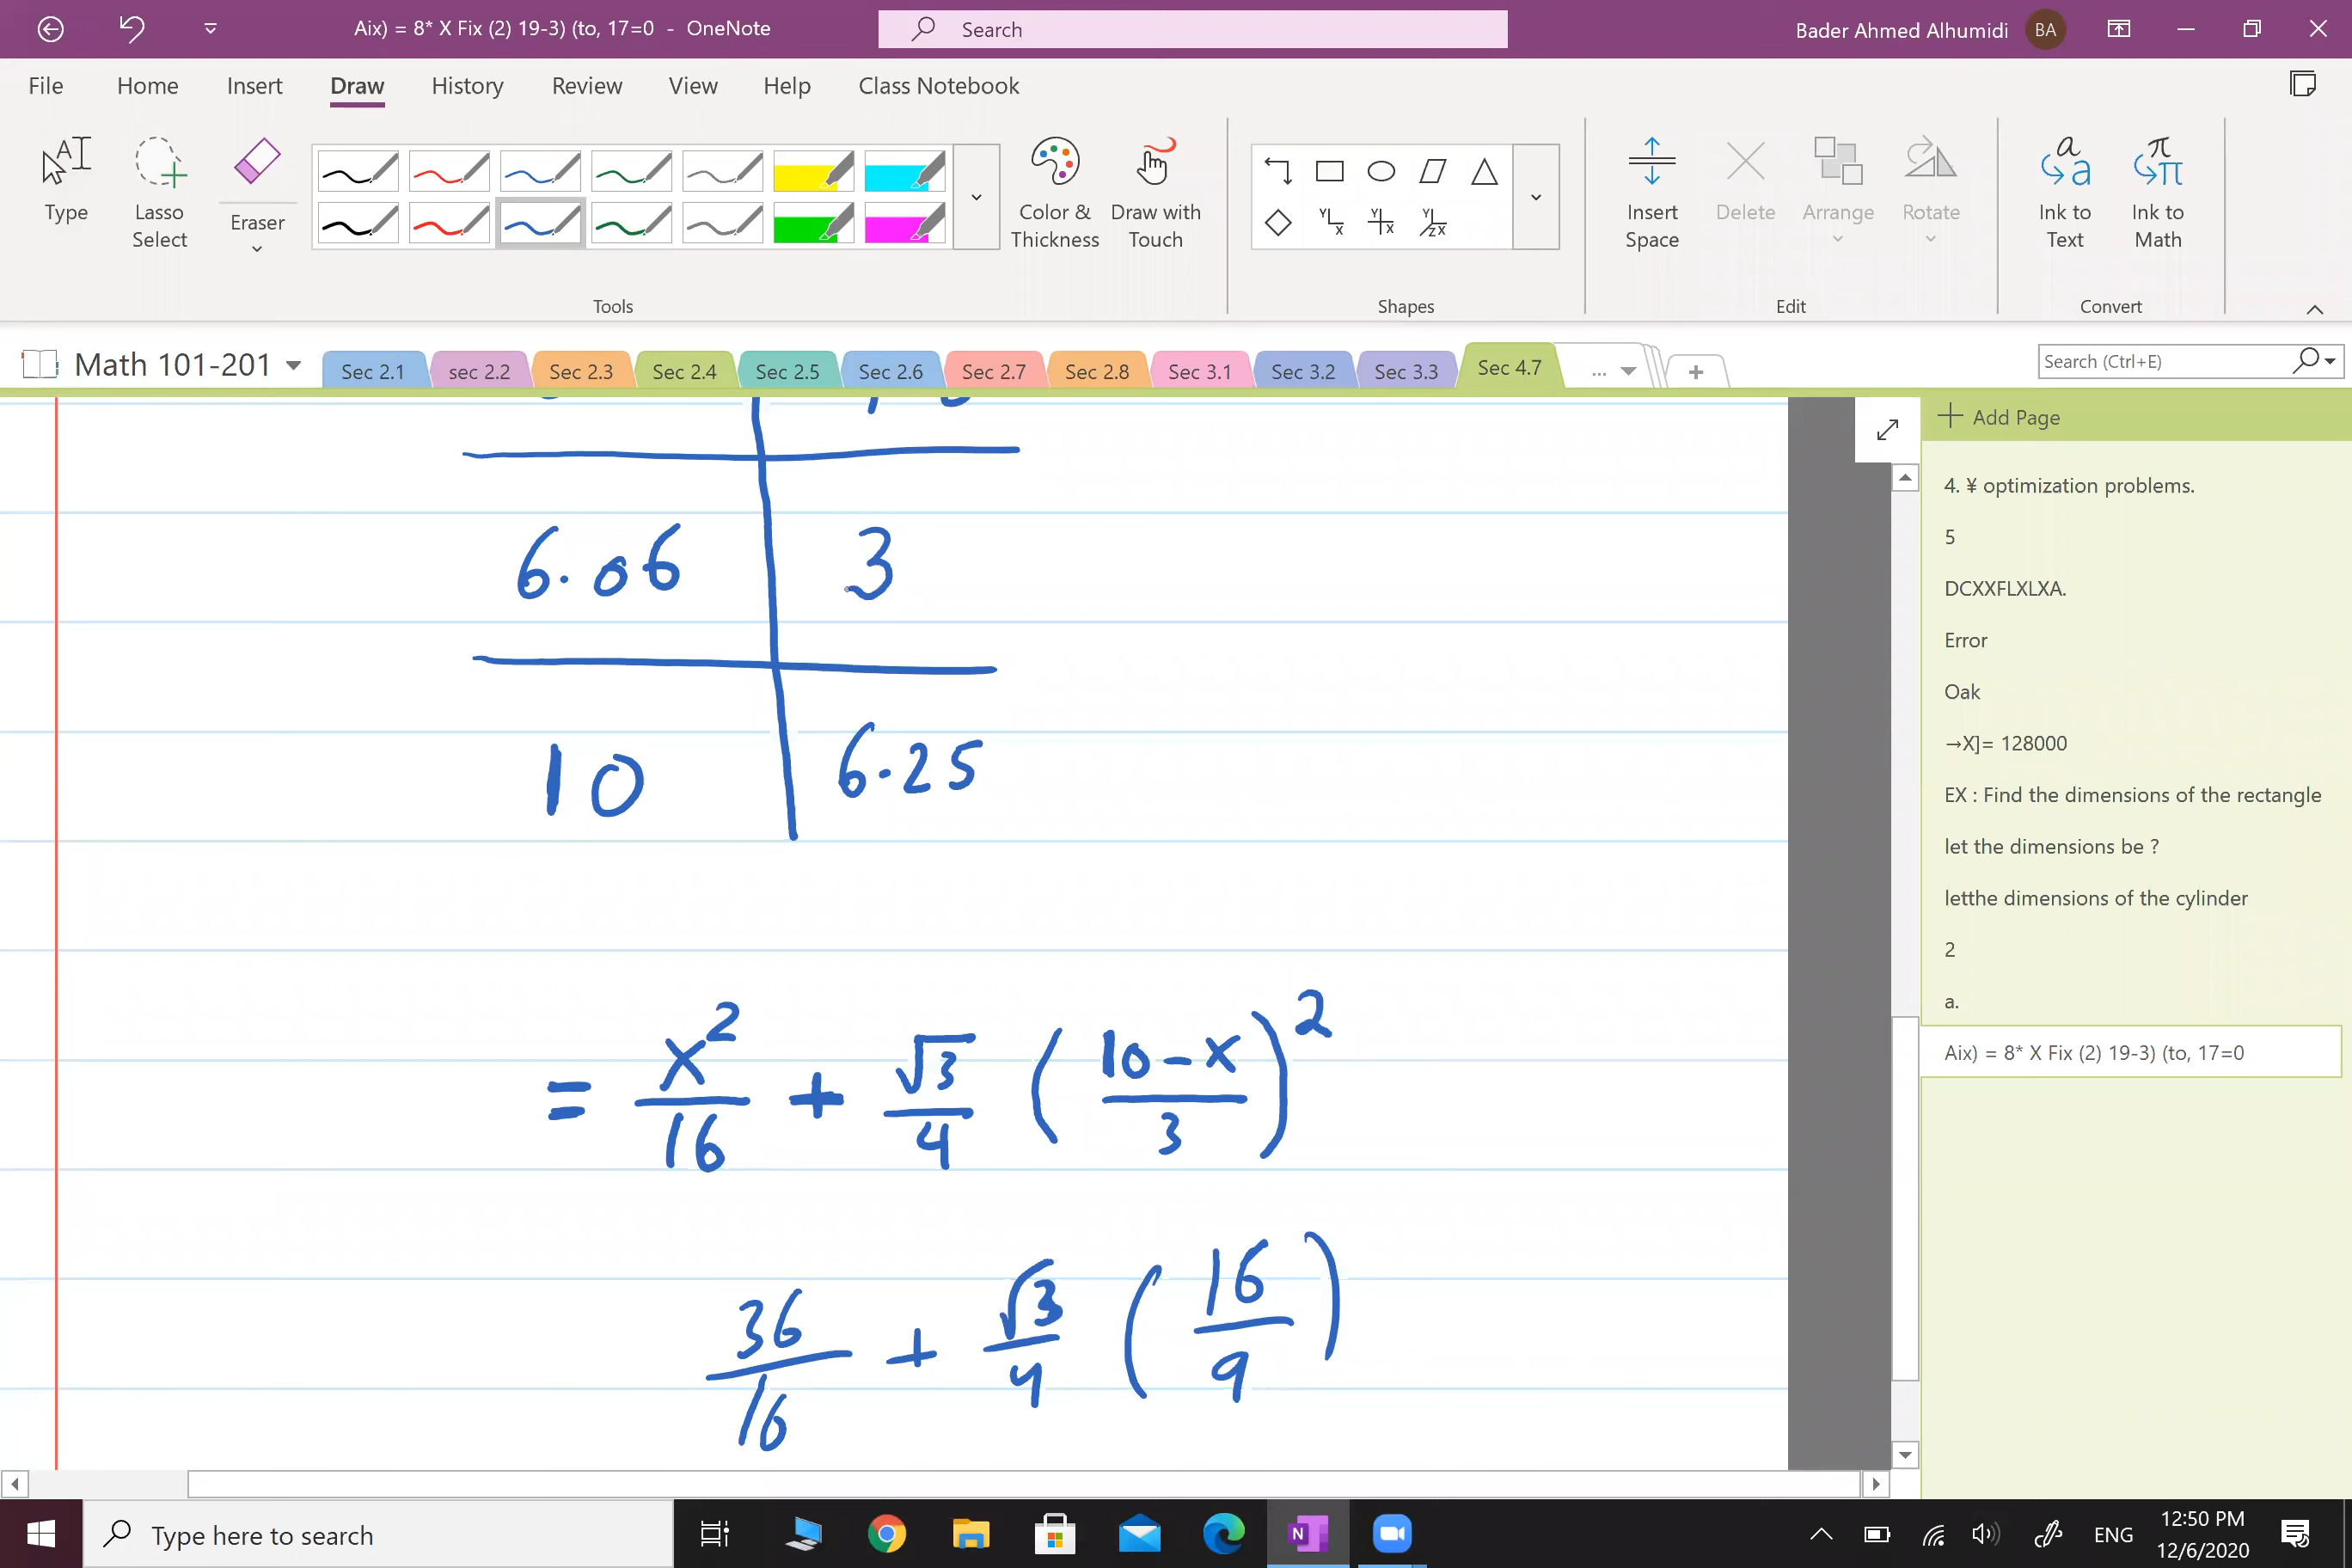 Aix) = 8* X Fix (2) 19-3) (to, 17=0 - OneNote
Search
Bader Ahmed Alhumidi
BA
File Home Insert Draw History Review View Help Class Notebook
Type
Lasso Select
Eraser
Color & Thickness
Draw with Touch
Insert Space
Delete
Arrange
Rotate
Ink to Text
Ink to Math
Tools
Shapes
Edit
Convert
Math 101-201
Sec 2.1 sec 2.2 Sec 2.3 Sec 2.4 Sec 2.5 Sec 2.6 Sec 2.7 Sec 2.8 Sec 3.1 Sec 3.2 Sec 3.3 Sec 4.7 ... +
Search (Ctrl+E)
6.06 3
10 6.25
= x²/16 + √3/4 (10-x/3)²
36/16 + √3/4 (16/9)
Add Page
4. ¥ optimization problems.
5
DCXXFLXLXA.
Error
Oak
→X]= 128000
EX : Find the dimensions of the rectangle
let the dimensions be ?
letthe dimensions of the cylinder
2
a.
Aix) = 8* X Fix (2) 19-3) (to, 17=0
Type here to search
ENG
12:50 PM
12/6/2020